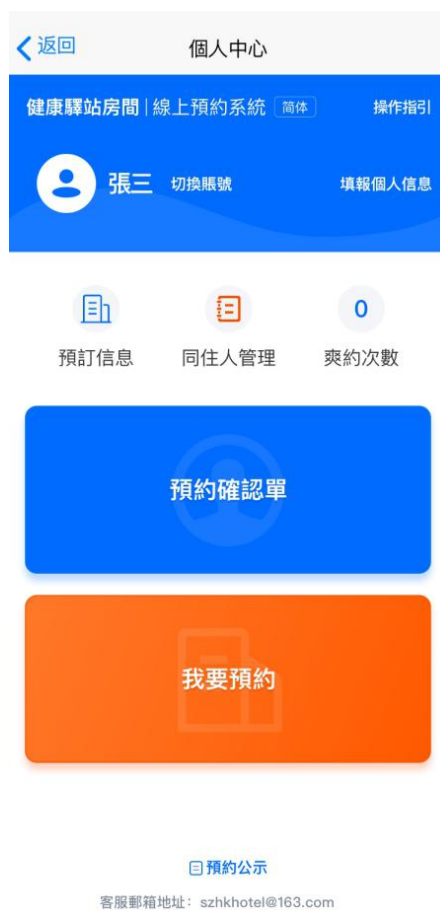 返回 個人中心
健康驛站房間|線上預約系統 简体 操作指引
張三 切換賬號 填報個人信息
0
預訂信息 同住人管理 爽約次數
預約確認單
我要預約
預約公示
客服郵箱地址：szhkhotel@163.com